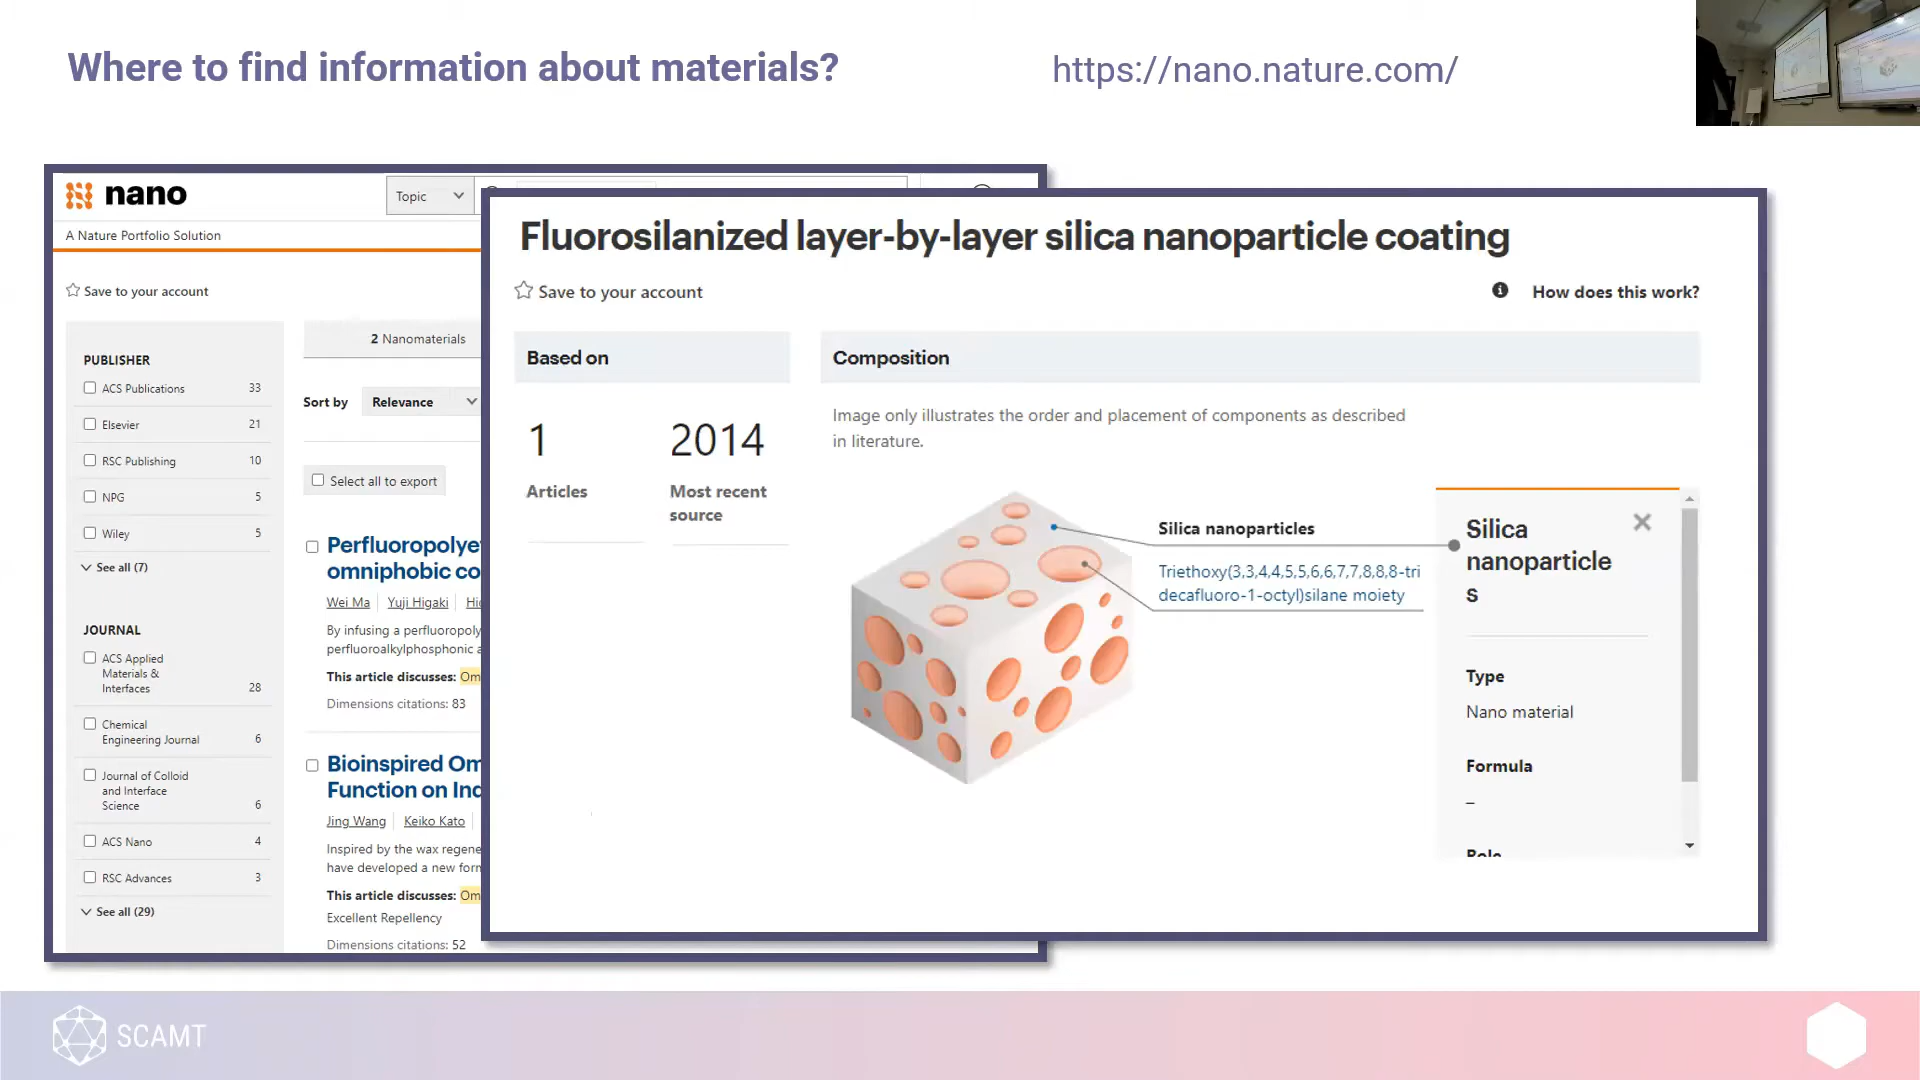 Where to find information about materials?
https://nano.nature.com/
nano
Topic
A Nature Portfolio Solution
Save to your account
PUBLISHER
ACS Publications 33
Elsevier 21
RSC Publishing 10
NPG 5
Wiley 5
See all (7)
JOURNAL
ACS Applied
Materials &
Interfaces 28
Chemical
Engineering Journal 6
Journal of Colloid
and Interface
Science 6
ACS Nano 4
RSC Advances 3
See all (29)
2 Nanomaterials
Sort by Relevance
Select all to export
Perfluoropolye
omniphobic co
Wei Ma Yuji Higaki Hi
By infusing a perfluoropoly
perfluoroalkylphosphonic a
This article discusses: Om
Dimensions citations: 83
Bioinspired Om
Function on Ind
Jing Wang Keiko Kato
Inspired by the wax regene
have developed a new form
This article discusses: Om
Excellent Repellency
Dimensions citations: 52
Fluorosilanized layer-by-layer silica nanoparticle coating
Save to your account
How does this work?
Based on
1
Articles
2014
Most recent
source
Composition
Image only illustrates the order and placement of components as described
in literature.
Silica nanoparticles
Triethoxy(3,3,4,4,5,5,6,6,7,7,8,8,8-tri
decafluoro-1-octyl)silane moiety
Silica
nanoparticle
s
Type
Nano material
Formula
–
Role
SCAMT